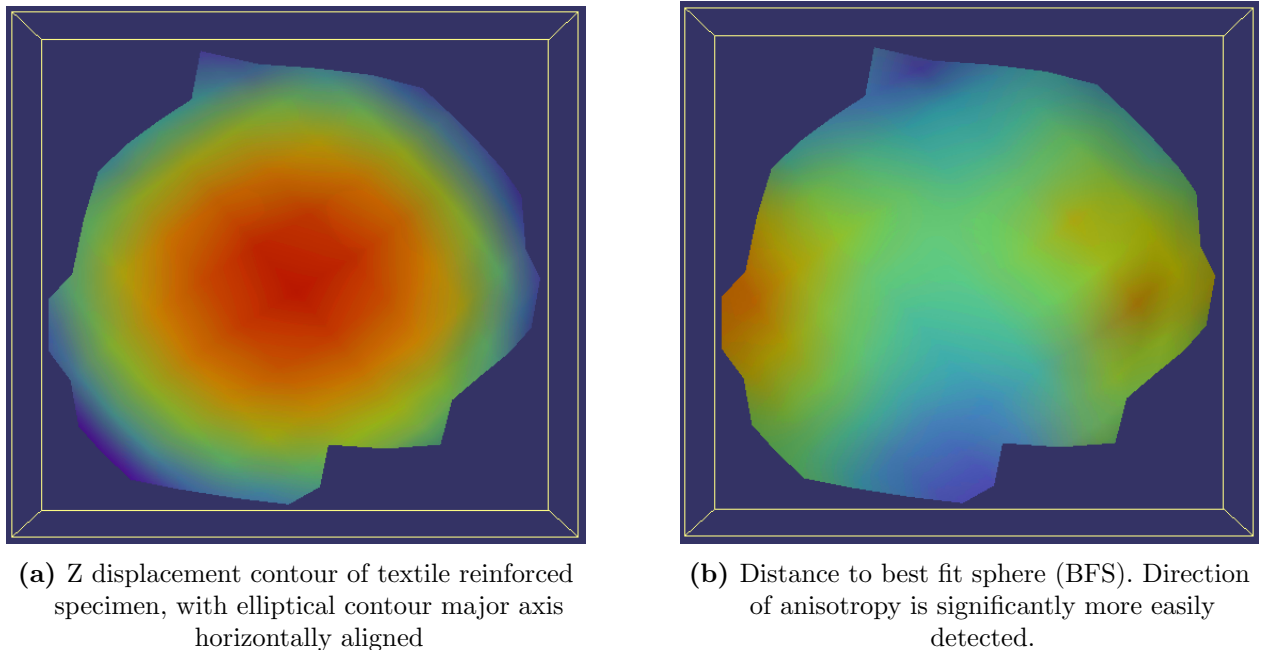 (a) Z displacement contour of textile reinforced
specimen, with elliptical contour major axis
horizontally aligned
(b) Distance to best fit sphere (BFS). Direction
of anisotropy is significantly more easily
detected.